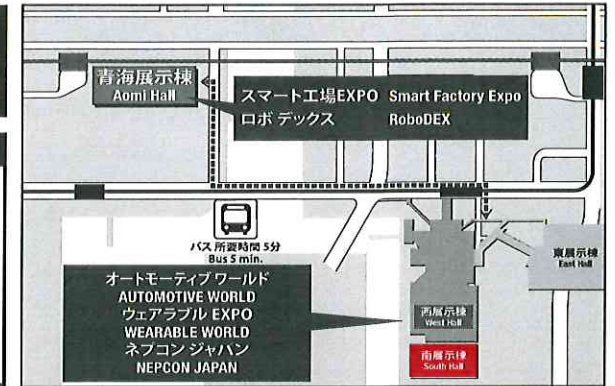 青海展示棟
Aomi Hall
スマート工場EXPO Smart Factory Expo
ロボデックス RoboDEX
バス 所要時間 5分
Bus 5 min.
オートモーティブ ワールド
AUTOMOTIVE WORLD
ウェアラブル EXPO
WEARABLE WORLD
ネプコン ジャパン
NEPCON JAPAN
東展示棟
East Hall
西展示棟
West Hall
南展示棟
South Hall